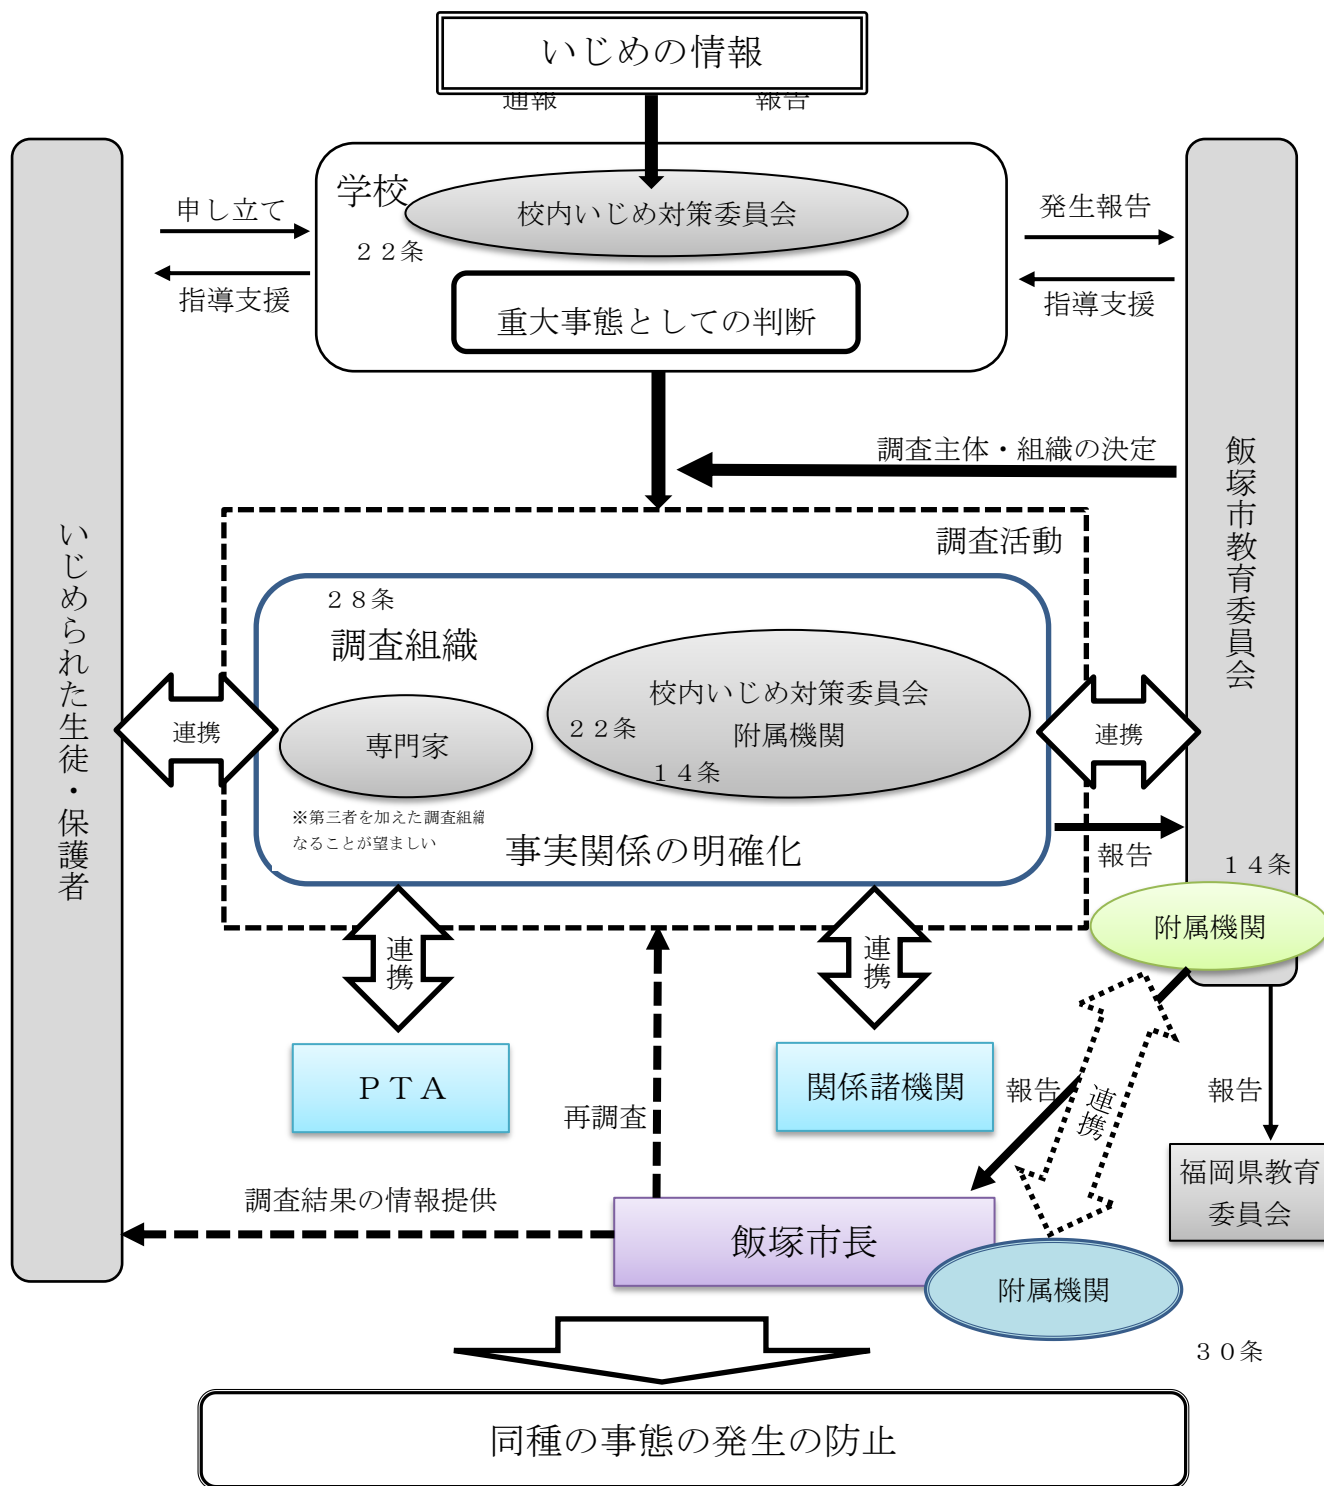 いじめの情報
通報　報告
学校
校内いじめ対策委員会
２２条
重大事態としての判断
申し立て
指導支援
発生報告
指導支援
調査主体・組織の決定
飯塚市教育委員会
いじめられた生徒・保護者
調査活動
２８条
調査組織
専門家
校内いじめ対策委員会
２２条
附属機関
１４条
※第三者を加えた調査組織
なることが望ましい
事実関係の明確化
連携
連携
報告
１４条
附属機関
連携
連携
ＰＴＡ
関係諸機関
再調査
報告
連携
報告
福岡県教育
委員会
調査結果の情報提供
飯塚市長
附属機関
３０条
同種の事態の発生の防止